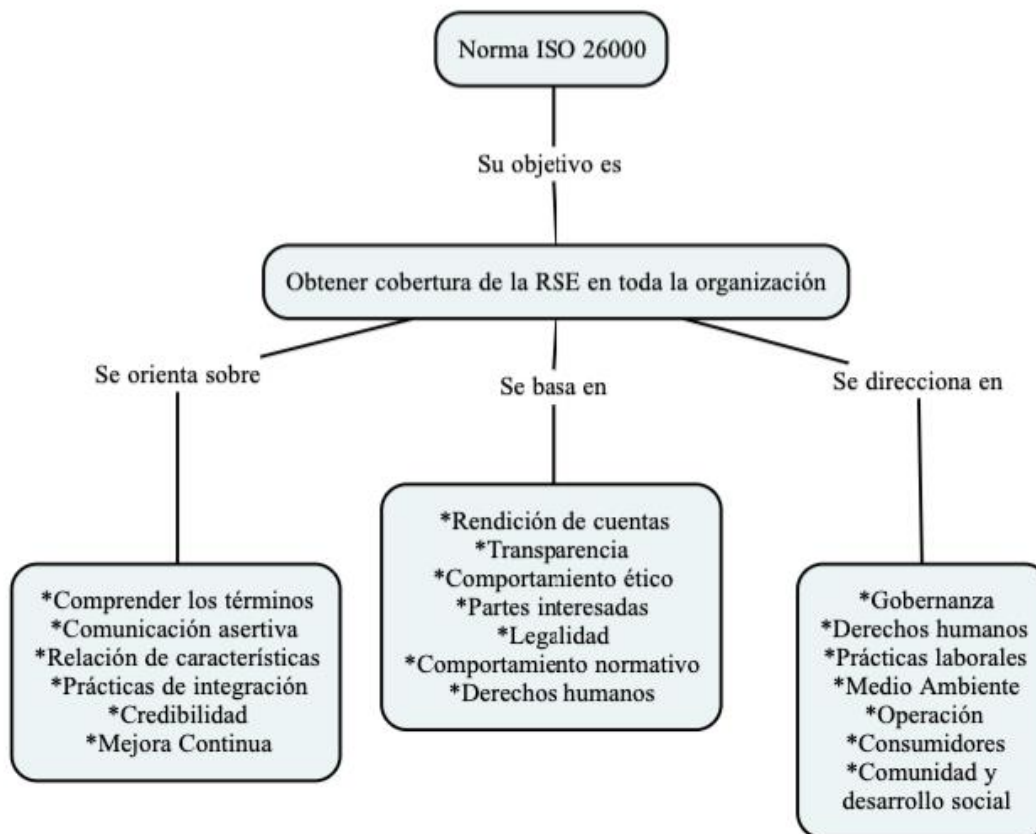 Norma ISO 26000
Su objetivo es
Obtener cobertura de la RSE en toda la organización
Se orienta sobre
*Comprender los términos
*Comunicación asertiva
*Relación de características
*Prácticas de integración
*Credibilidad
*Mejora Continua
Se basa en
*Rendición de cuentas
*Transparencia
*Comportamiento ético
*Partes interesadas
*Legalidad
*Comportamiento normativo
*Derechos humanos
Se direcciona en
*Gobernanza
*Derechos humanos
*Prácticas laborales
*Medio Ambiente
*Operación
*Consumidores
*Comunidad y
desarrollo social